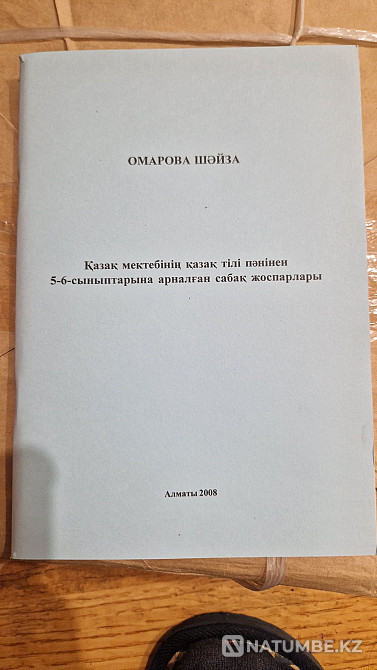 ОМАРОВА ШӘЙЗА
Қазақ мектебінің қазақ тілі пәнінен
5-6-сыныптарына арналған сабақ жоспарлары
Алматы 2008
NATUMBE.KZ